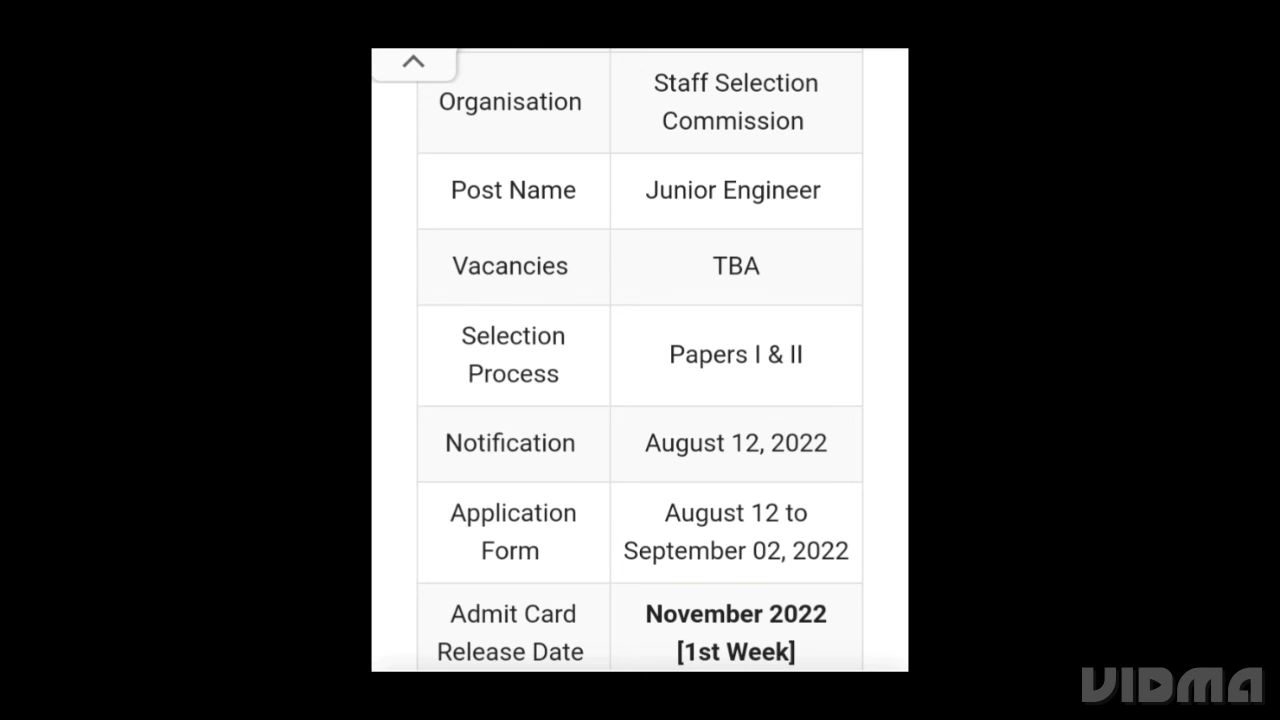 Organisation
Staff Selection
Commission
Post Name
Junior Engineer
Vacancies
TBA
Selection
Process
Papers I & II
Notification
August 12, 2022
Application
Form
August 12 to
September 02, 2022
Admit Card
Release Date
November 2022
[1st Week]
VIDMA